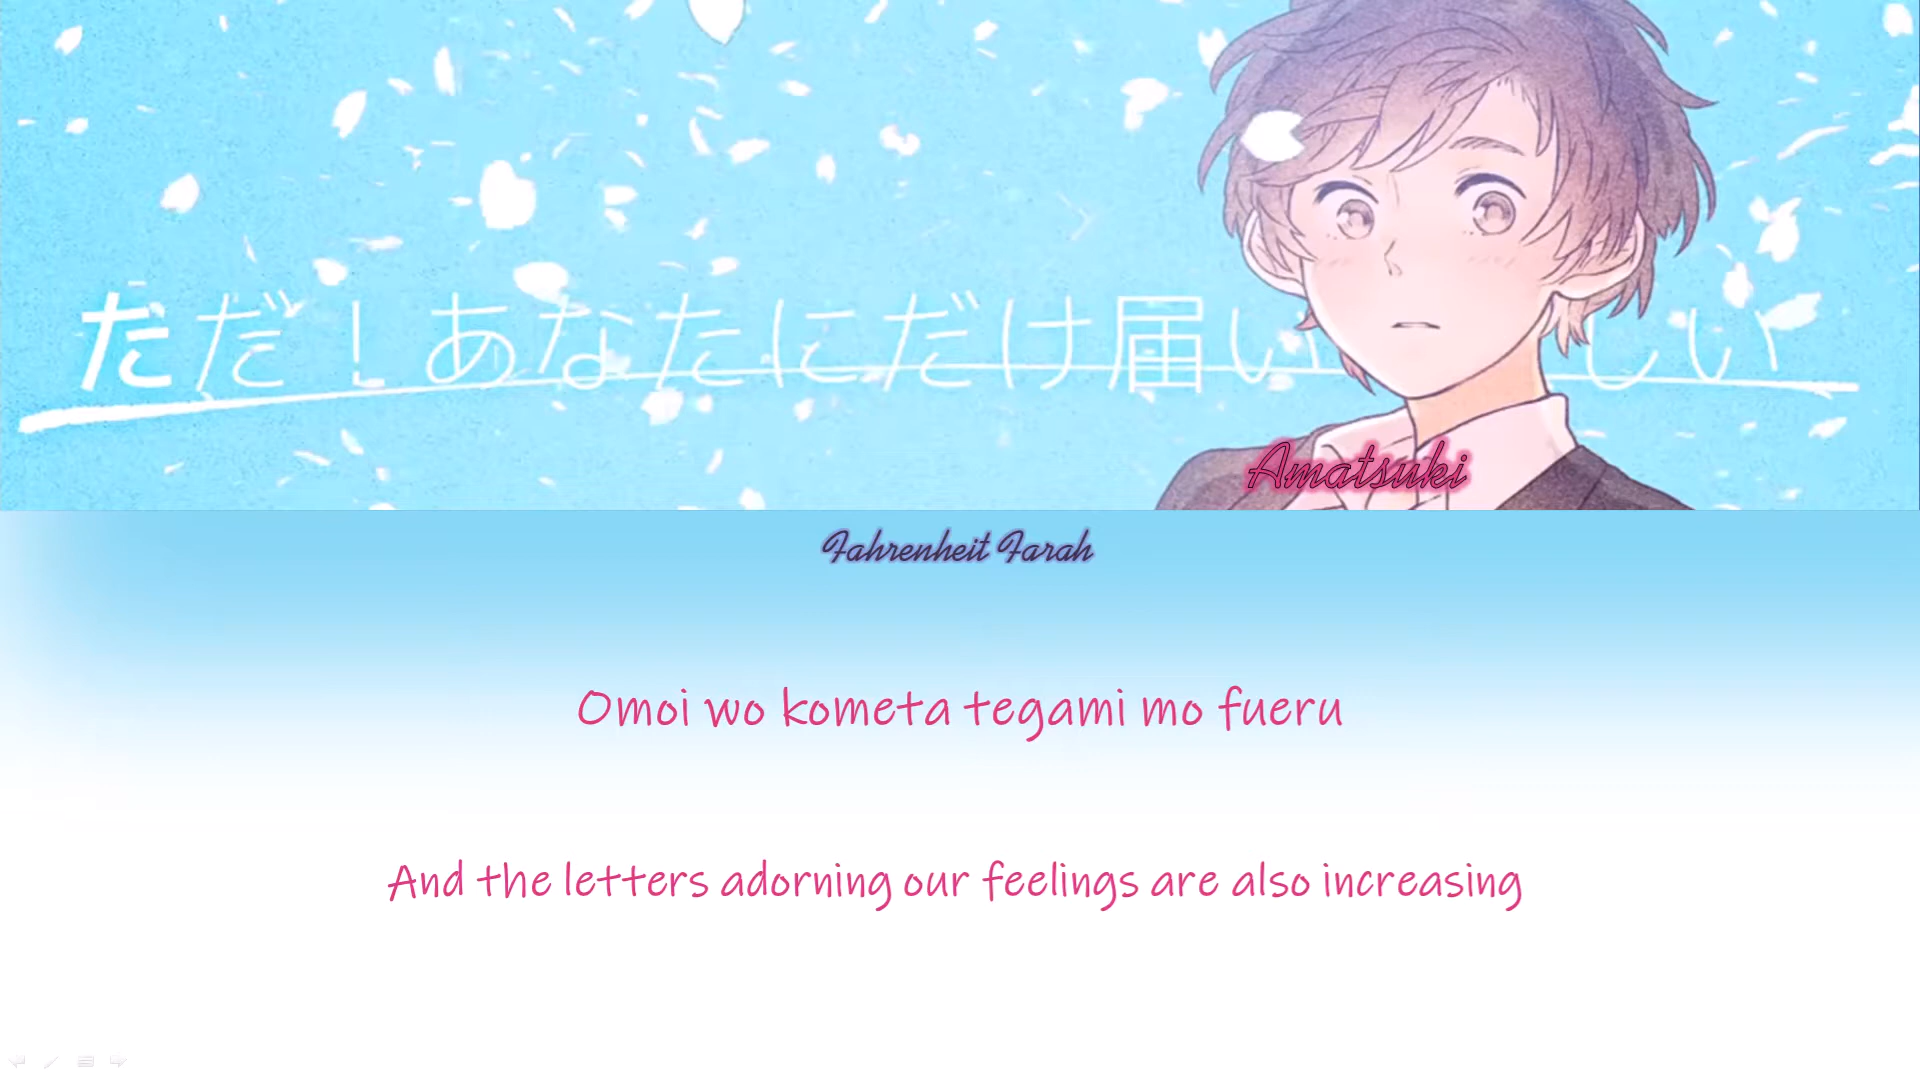 ただ！あなたにだけ届い しい
Amatsuki
Fahrenheit Farah
Omoi wo kometa tegami mo fueru
And the letters adorning our feelings are also increasing